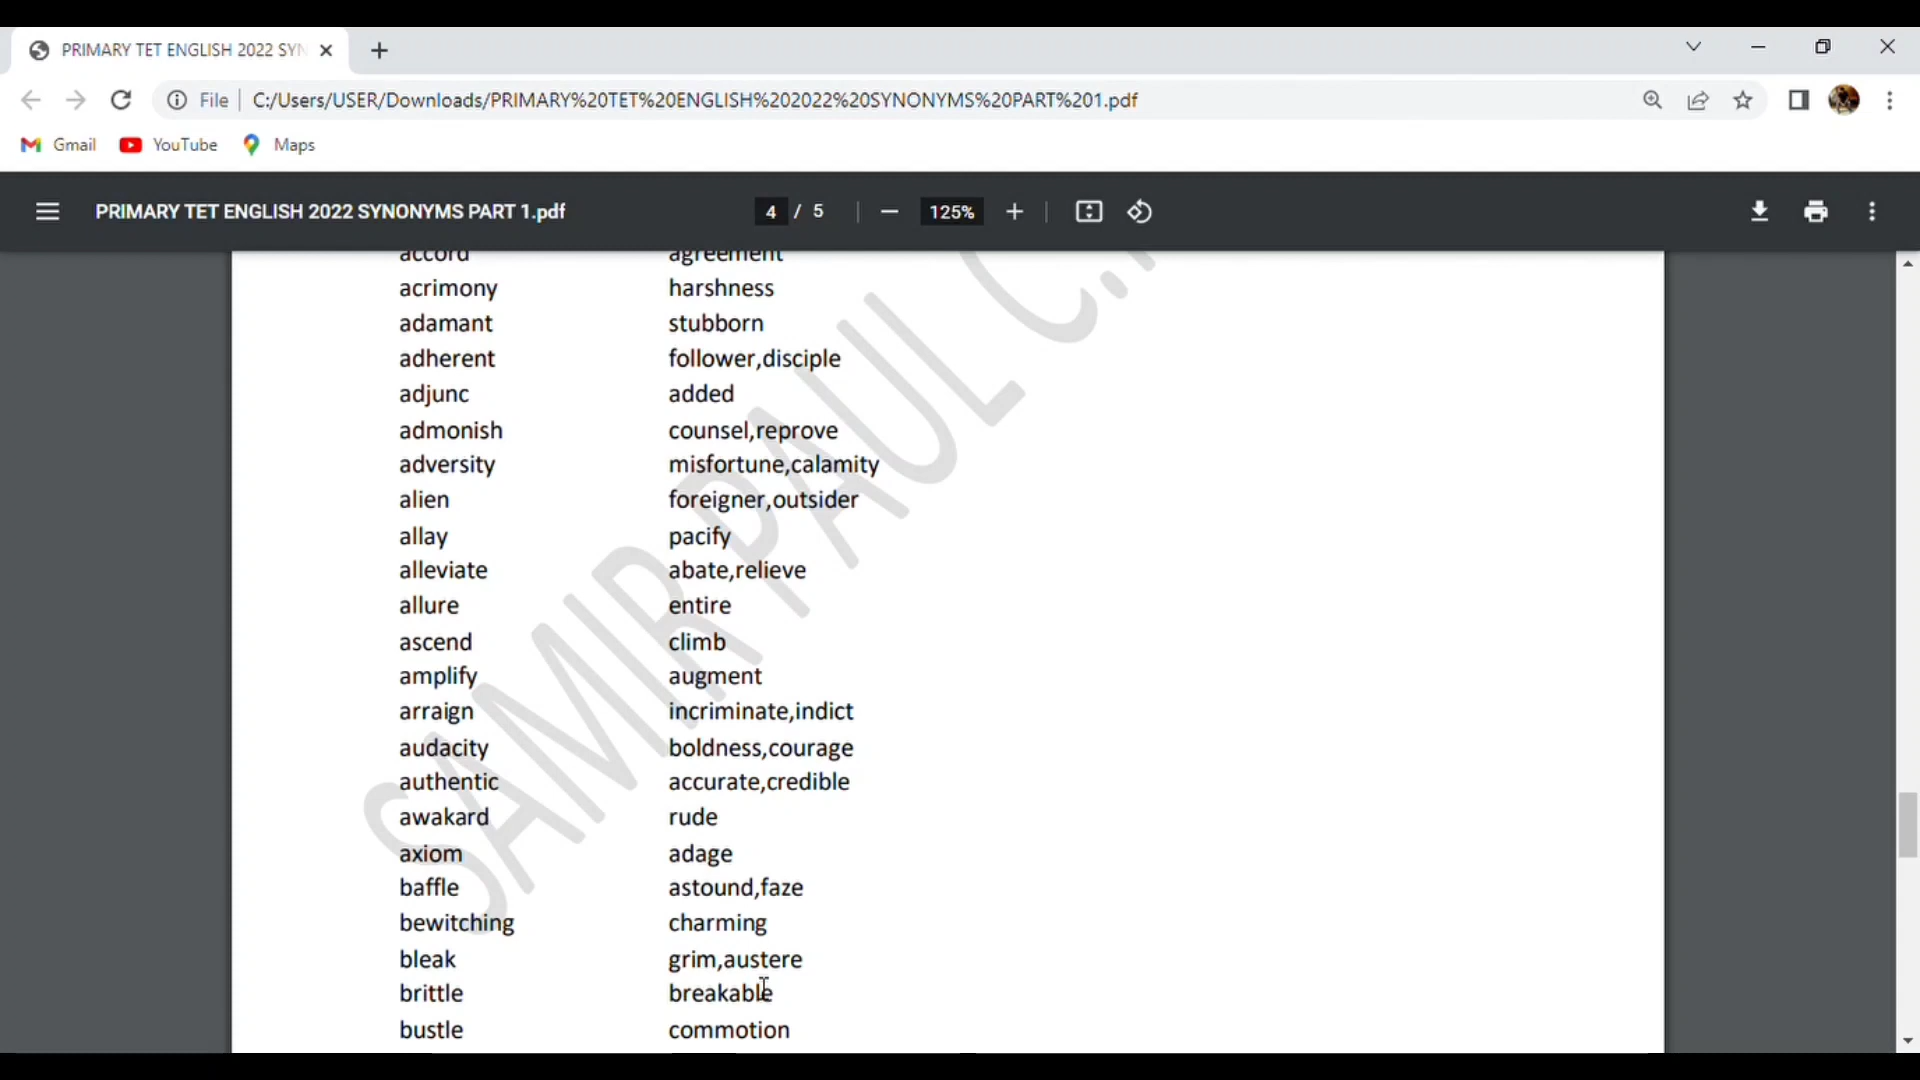 PRIMARY TET ENGLISH 2022 SYN
File C:/Users/USER/Downloads/PRIMARY%20TET%20ENGLISH%202022%20SYNONYMS%20PART%201.pdf
Gmail YouTube Maps
PRIMARY TET ENGLISH 2022 SYNONYMS PART 1.pdf 4 / 5 125%
accord agreement
acrimony harshness
adamant stubborn
adherent follower,disciple
adjunc added
admonish counsel,reprove
adversity misfortune,calamity
alien foreigner,outsider
allay pacify
alleviate abate,relieve
allure entire
ascend climb
amplify augment
arraign incriminate,indict
audacity boldness,courage
authentic accurate,credible
awakard rude
axiom adage
baffle astound,faze
bewitching charming
bleak grim,austere
brittle breakable
bustle commotion
SAMIR PAUL